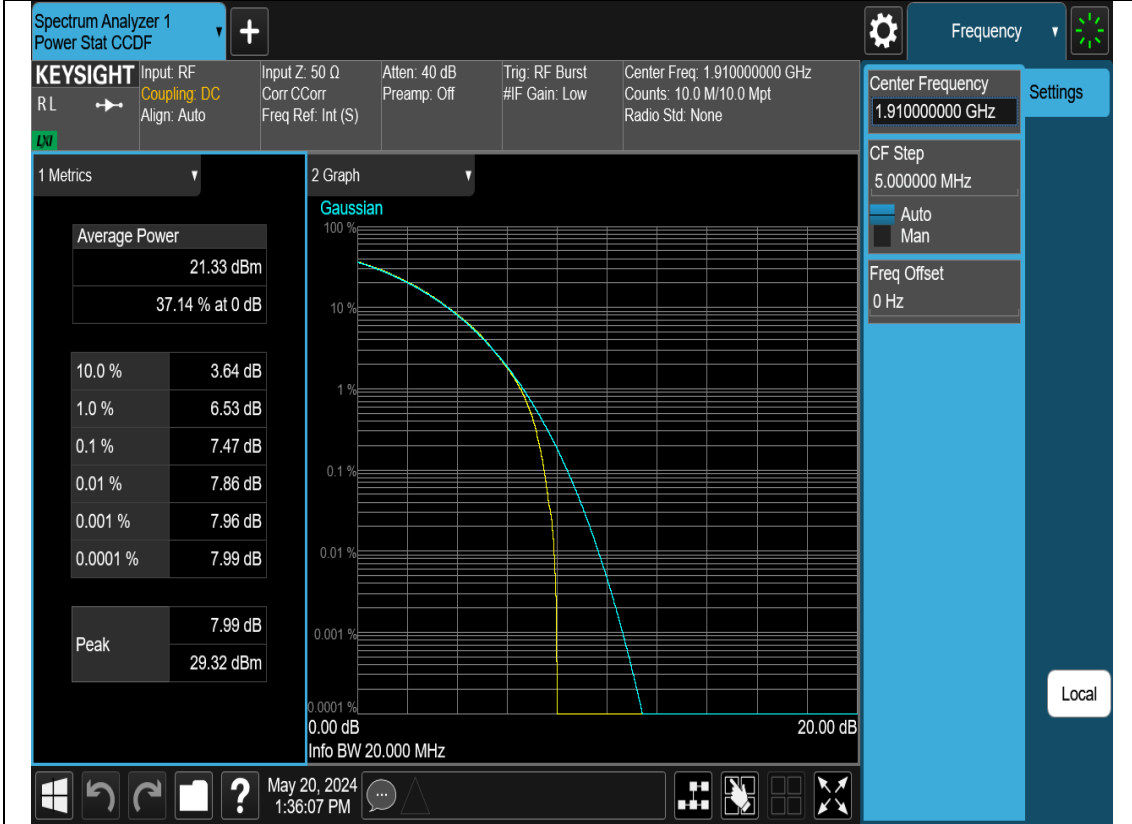 Spectrum Analyzer 1
Power Stat CCDF
+
Frequency
KEYSIGHT
RL
LXI
Input: RF
Coupling: DC
Align: Auto
Input Z: 50 Ω
Corr CCorr
Freq Ref: Int (S)
Atten: 40 dB
Preamp: Off
Trig: RF Burst
#IF Gain: Low
Center Freq: 1.910000000 GHz
Counts: 10.0 M/10.0 Mpt
Radio Std: None
Center Frequency
1.910000000 GHz
Settings
CF Step
5.000000 MHz
Auto
Man
Freq Offset
0 Hz
1 Metrics
Average Power
21.33 dBm
37.14 % at 0 dB
10.0 % 3.64 dB
1.0 % 6.53 dB
0.1 % 7.47 dB
0.01 % 7.86 dB
0.001 % 7.96 dB
0.0001 % 7.99 dB
Peak
7.99 dB
29.32 dBm
2 Graph
Gaussian
100 %
10 %
1 %
0.1 %
0.01 %
0.001 %
0.0001 %
0.00 dB 20.00 dB
Info BW 20.000 MHz
Local
?
May 20, 2024
1:36:07 PM